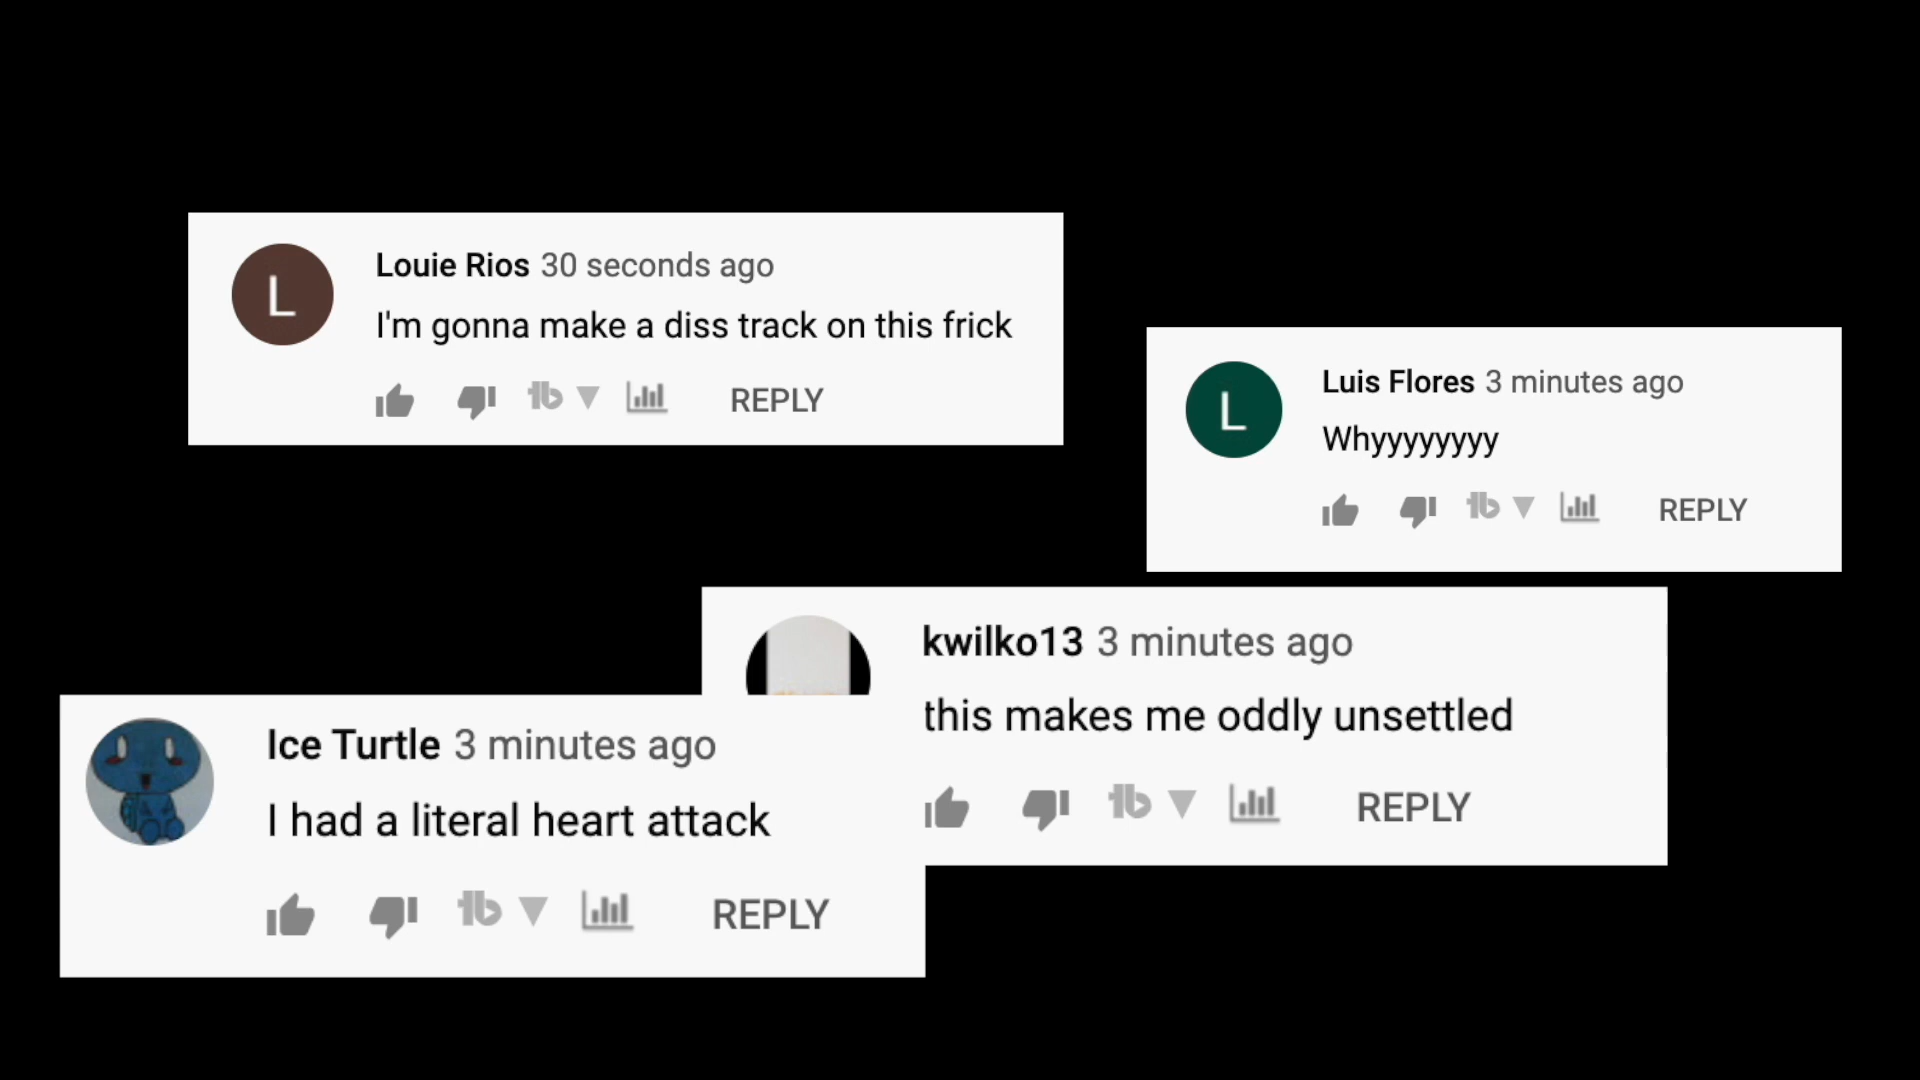 Louie Rios 30 seconds ago
I'm gonna make a diss track on this frick
REPLY
Luis Flores 3 minutes ago
Whyyyyyyyy
REPLY
kwilko13 3 minutes ago
this makes me oddly unsettled
REPLY
Ice Turtle 3 minutes ago
I had a literal heart attack
REPLY